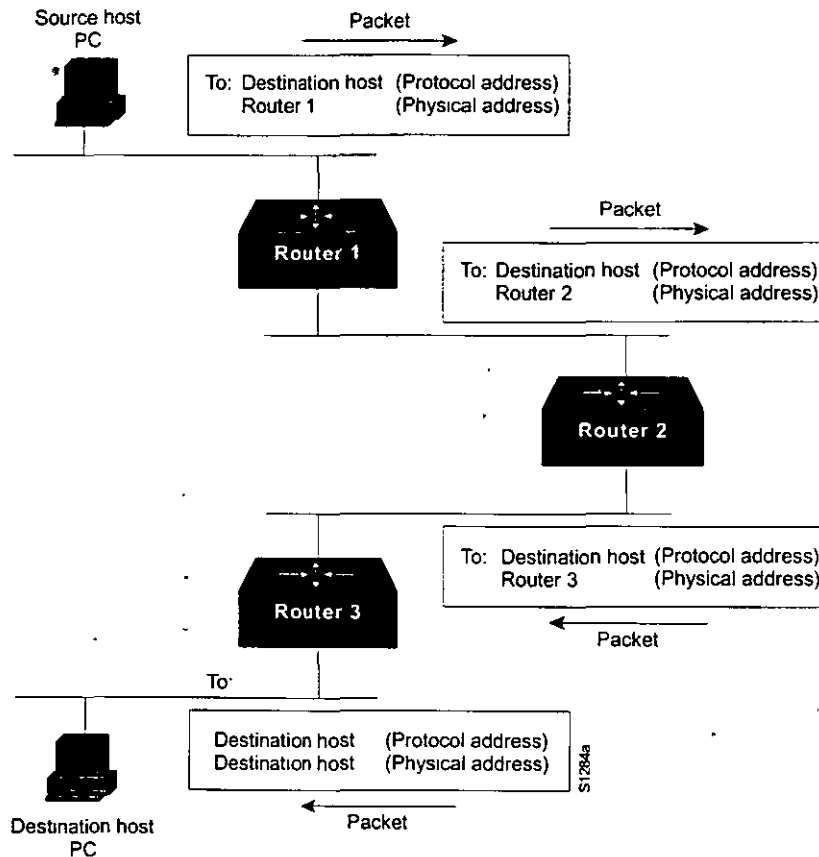 Source host
PC
Packet
To: Destination host (Protocol address)
Router 1 (Physical address)
Router 1
Packet
To: Destination host (Protocol address)
Router 2 (Physical address)
Router 2
To: Destination host (Protocol address)
Router 3 (Physical address)
Router 3
Packet
To:
Destination host (Protocol address)
Destination host (Physical address)
S1284a
Packet
Destination host
PC